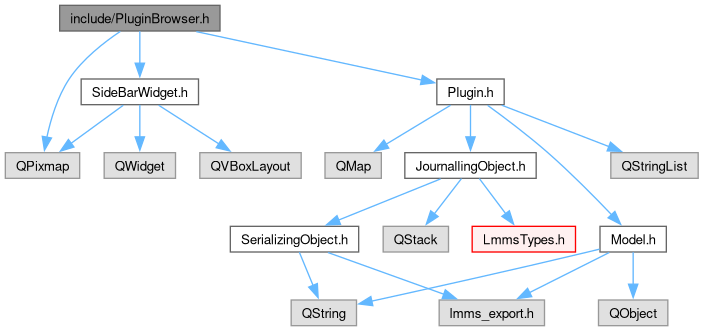 include/PluginBrowser.h
SideBarWidget.h
Plugin.h
QPixmap
QWidget
QVBoxLayout
QMap
JournallingObject.h
QStringList
SerializingObject.h
QStack
LmmsTypes.h
Model.h
QString
lmms_export.h
QObject